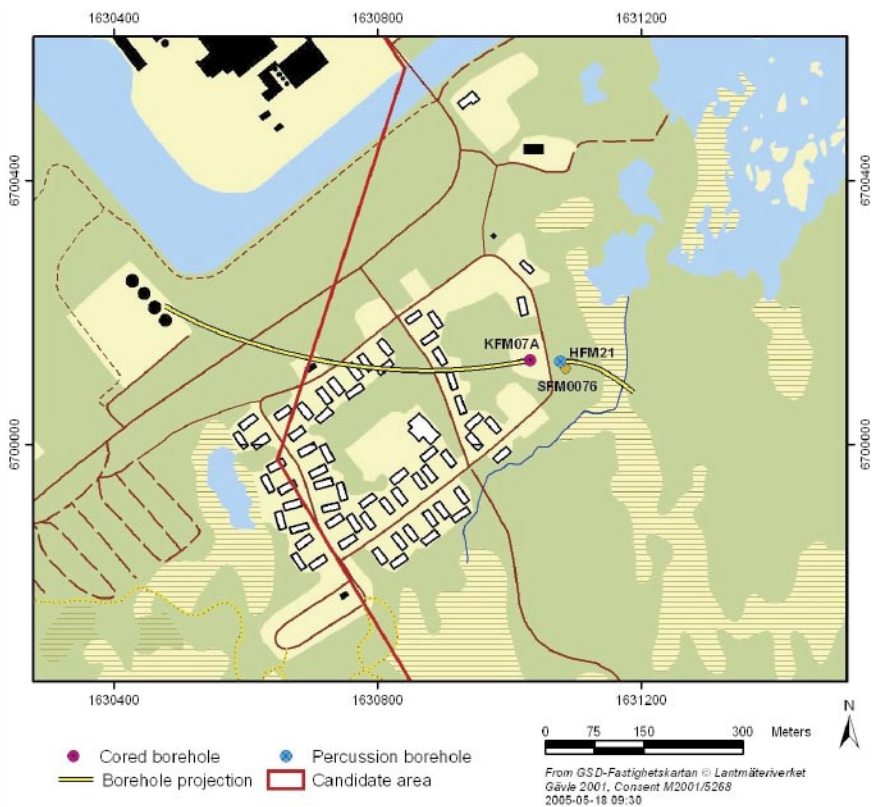 1630400 1630800 1631200
6700400 6700400
KFM07A
HFM21
SFM0076
6700000 6700000
1630400 1630800 1631200
N
Cored borehole
Percussion borehole
Borehole projection
Candidate area
0 75 150 300 Meters
From GSD-Fastighetskartan © Lantmäteriverket
Gävle 2001, Consent M2001/5268
2005-05-18 09:30